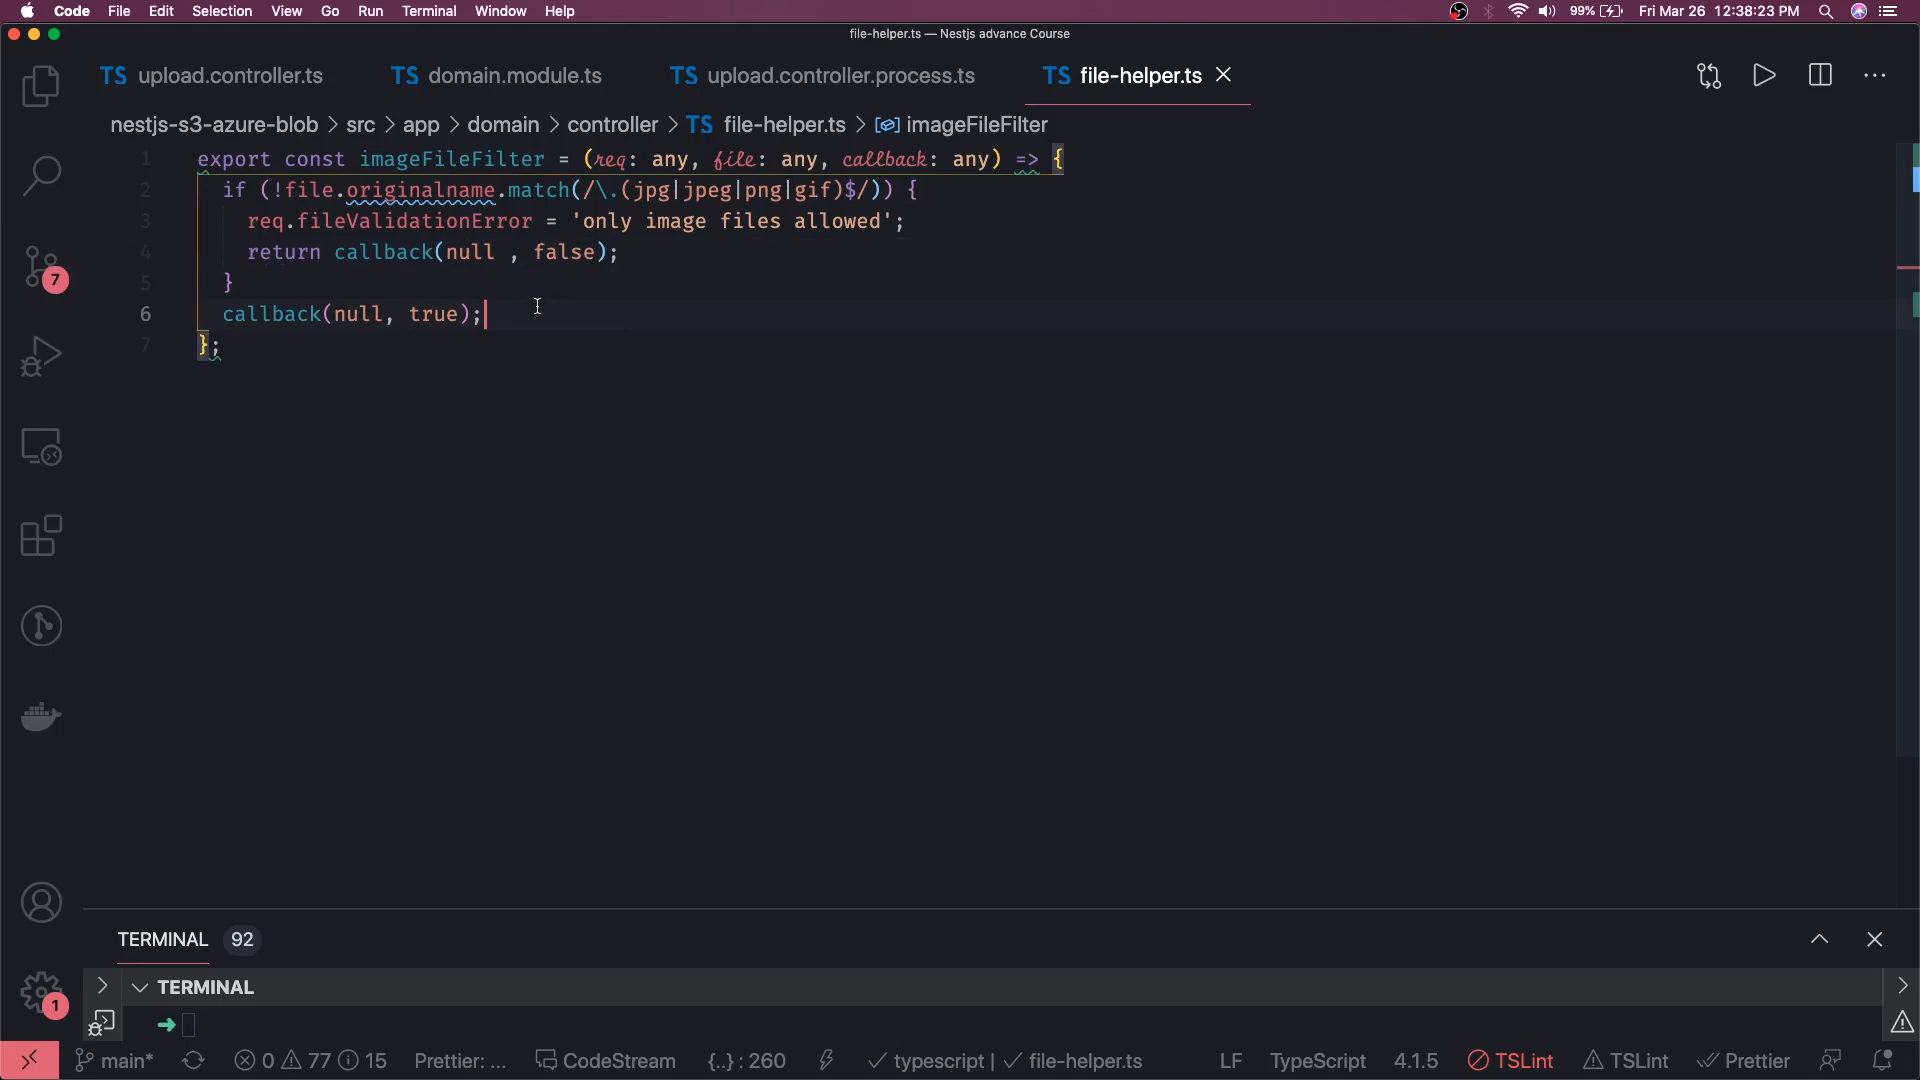 Code File Edit Selection View Go Run Terminal Window Help 99% Fri Mar 26 12:38:23 PM
file-helper.ts — Nestjs advance Course
TS upload.controller.ts TS domain.module.ts TS upload.controller.process.ts TS file-helper.ts
nestjs-s3-azure-blob > src > app > domain > controller > TS file-helper.ts > imageFileFilter
1 export const imageFileFilter = (req: any, file: any, callback: any) => {
2 if (!file.originalname.match(/\.(jpg|jpeg|png|gif)$/)) {
3 req.fileValidationError = 'only image files allowed';
4 return callback(null , false);
5 }
6 callback(null, true);
7 };
7
1
TERMINAL 92
TERMINAL
main* 0 77 15 Prettier: ... CodeStream {..} : 260 typescript | file-helper.ts LF TypeScript 4.1.5 TSLint TSLint Prettier